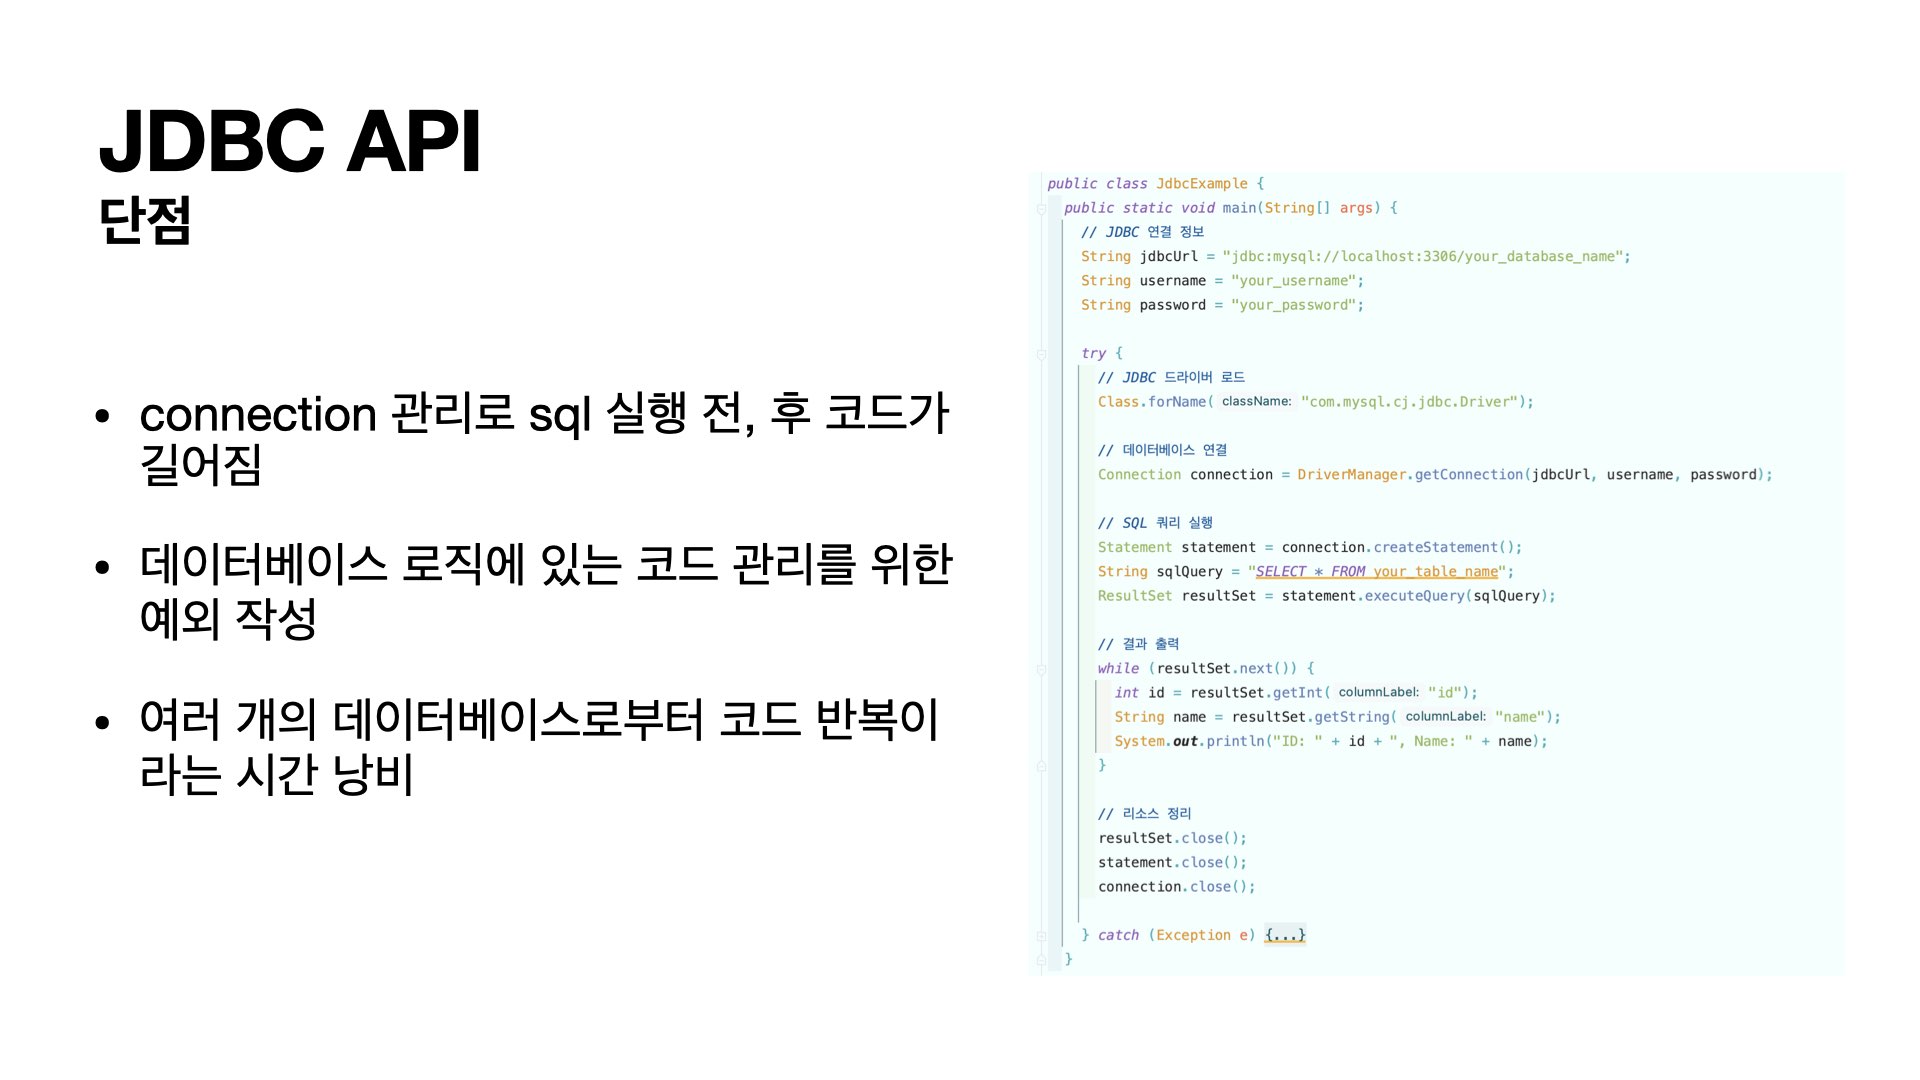 JDBC API
단점
• connection 관리로 sql 실행 전, 후 코드가
길어짐
• 데이터베이스 로직에 있는 코드 관리를 위한
예외 작성
• 여러 개의 데이터베이스로부터 코드 반복이
라는 시간 낭비
public class JdbcExample {
public static void main(String[] args) {
// JDBC 연결 정보
String jdbcUrl = "jdbc:mysql://localhost:3306/your_database_name";
String username = "your_username";
String password = "your_password";
try {
// JDBC 드라이버 로드
Class.forName( className: "com.mysql.cj.jdbc.Driver");
// 데이터베이스 연결
Connection connection = DriverManager.getConnection(jdbcUrl, username, password);
// SQL 쿼리 실행
Statement statement = connection.createStatement();
String sqlQuery = "SELECT * FROM your_table_name";
ResultSet resultSet = statement.executeQuery(sqlQuery);
// 결과 출력
while (resultSet.next()) {
int id = resultSet.getInt( columnLabel: "id");
String name = resultSet.getString( columnLabel: "name");
System.out.println("ID: " + id + ", Name: " + name);
}
// 리소스 정리
resultSet.close();
statement.close();
connection.close();
} catch (Exception e) {...}
}